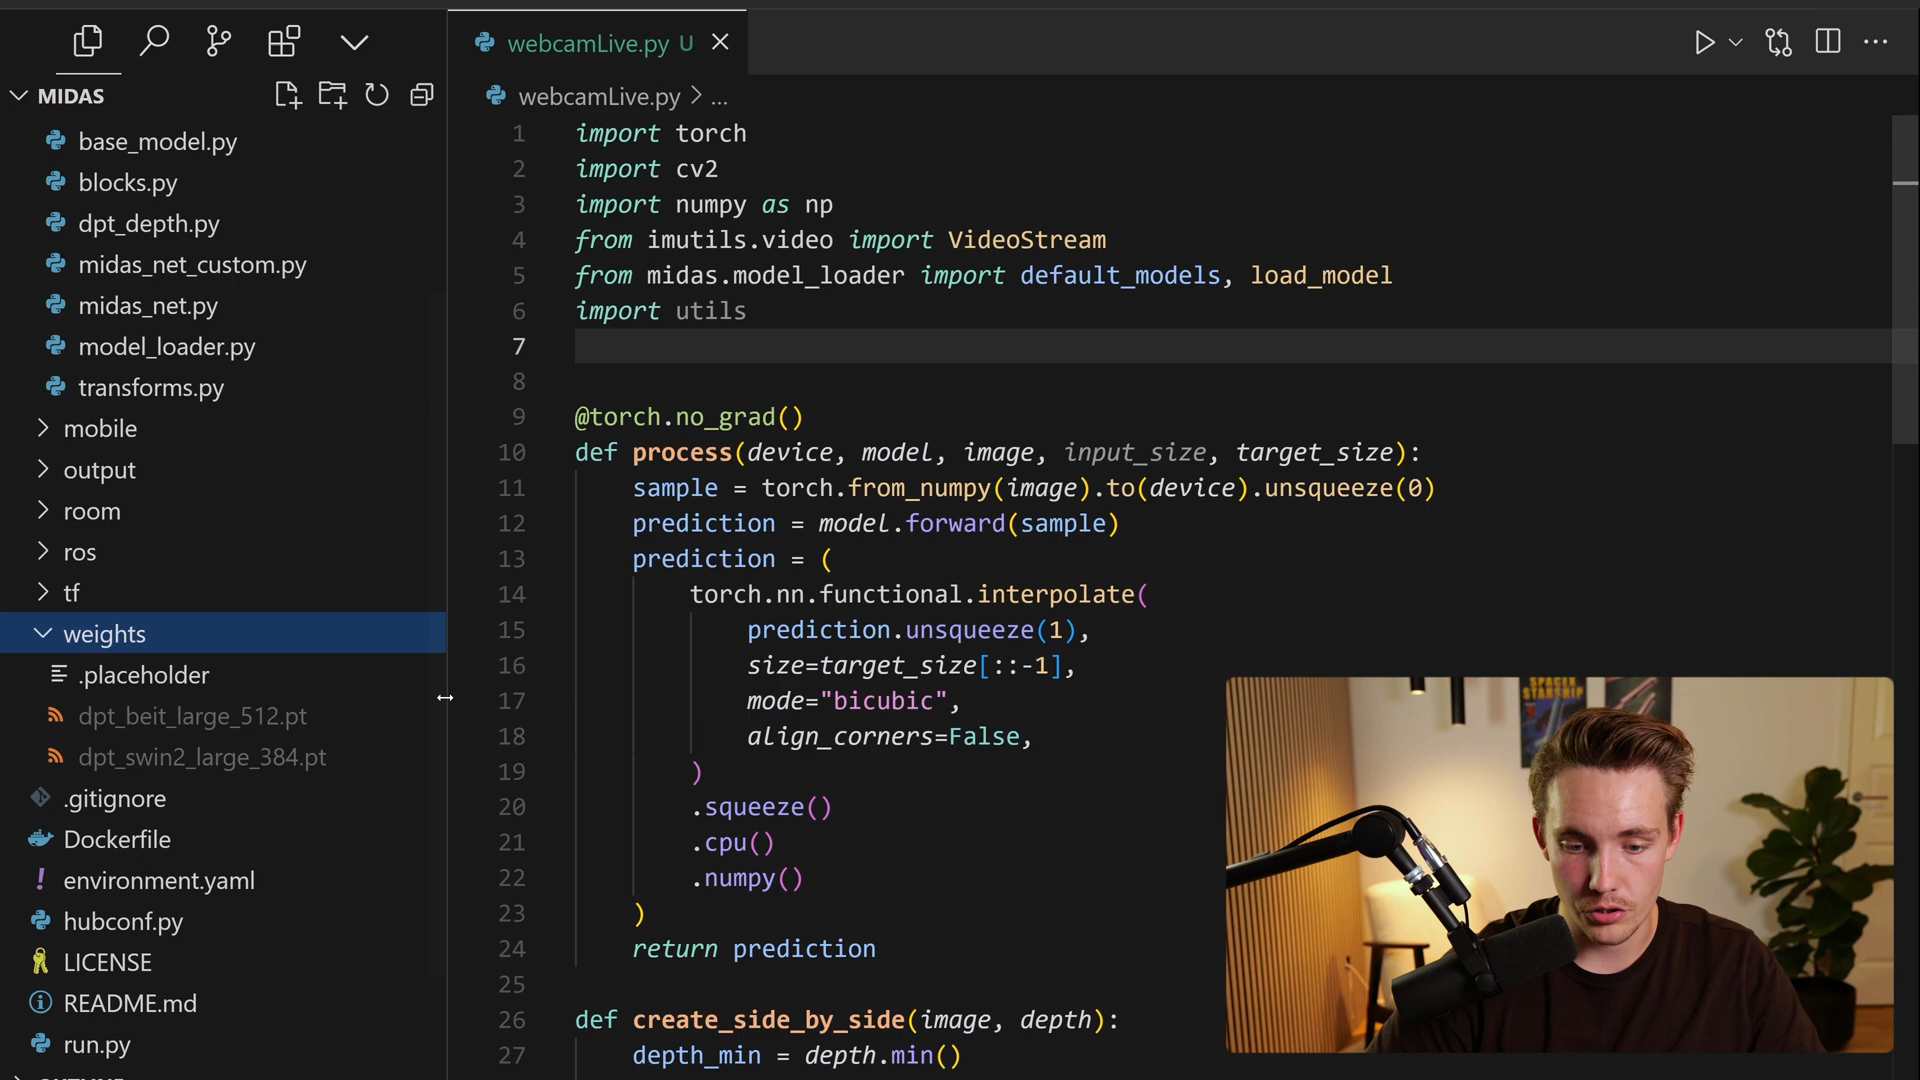 MIDAS
base_model.py
blocks.py
dpt_depth.py
midas_net_custom.py
midas_net.py
model_loader.py
transforms.py
mobile
output
room
ros
tf
weights
.placeholder
dpt_beit_large_512.pt
dpt_swin2_large_384.pt
.gitignore
Dockerfile
environment.yaml
hubconf.py
LICENSE
README.md
run.py
webcamLive.py U
webcamLive.py > ...
1 import torch
2 import cv2
3 import numpy as np
4 from imutils.video import VideoStream
5 from midas.model_loader import default_models, load_model
6 import utils
7
8
9 @torch.no_grad()
10 def process(device, model, image, input_size, target_size):
11 sample = torch.from_numpy(image).to(device).unsqueeze(0)
12 prediction = model.forward(sample)
13 prediction = (
14 torch.nn.functional.interpolate(
15 prediction.unsqueeze(1),
16 size=target_size[::-1],
17 mode="bicubic",
18 align_corners=False,
19 )
20 .squeeze()
21 .cpu()
22 .numpy()
23 )
24 return prediction
25
26 def create_side_by_side(image, depth):
27 depth_min = depth.min()
STARSHIP